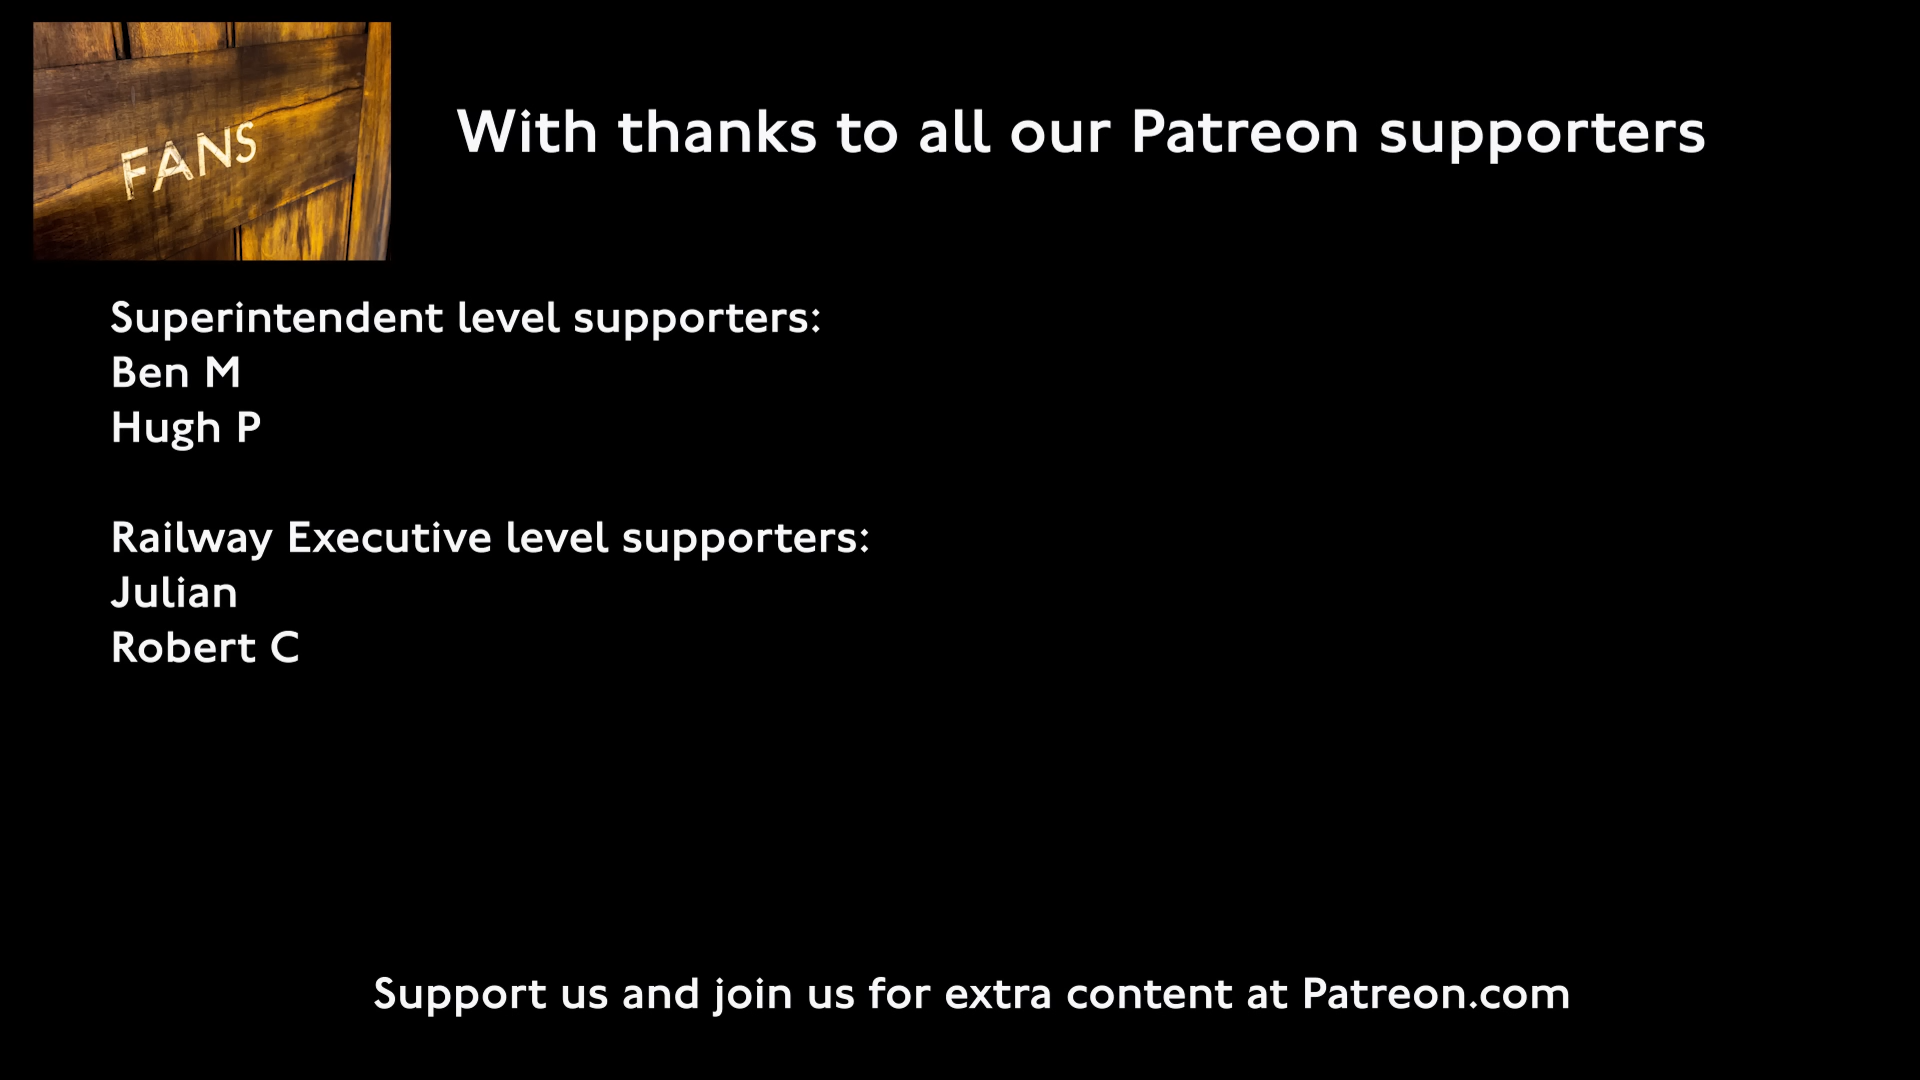 FANS
With thanks to all our Patreon supporters
Superintendent level supporters:
Ben M
Hugh P
Railway Executive level supporters:
Julian
Robert C
Support us and join us for extra content at Patreon.com